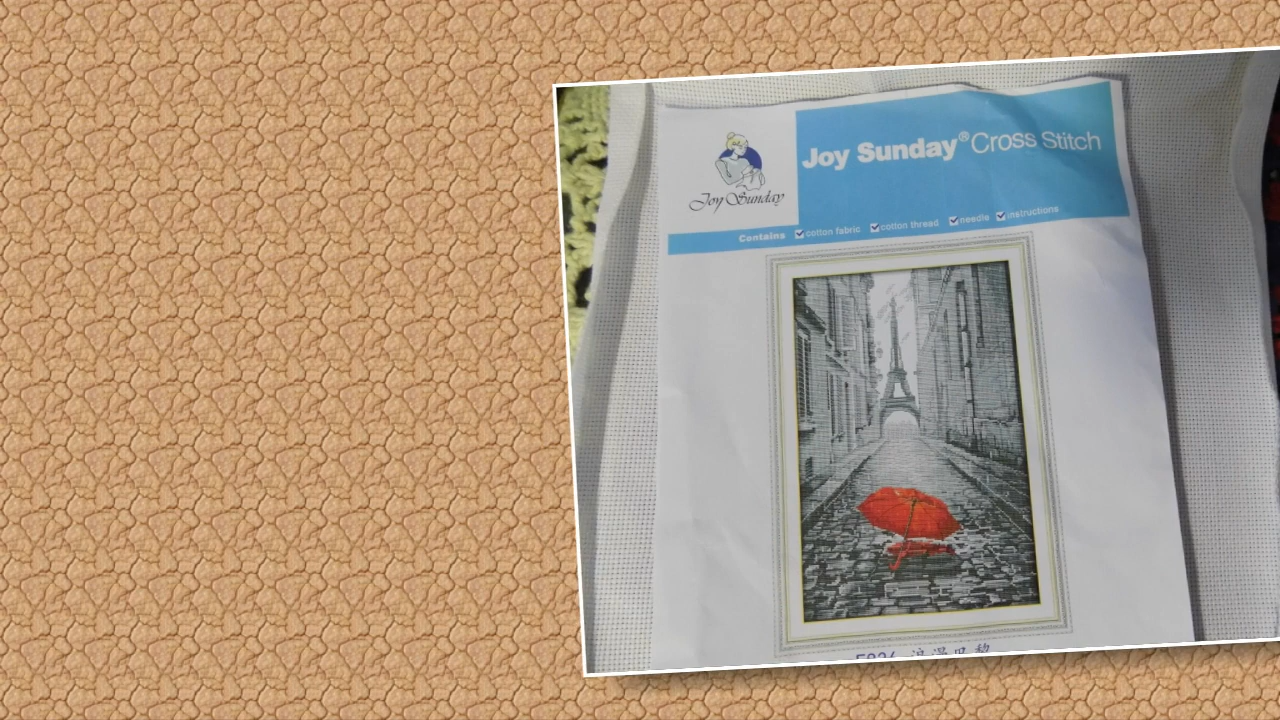 Joy Sunday® Cross Stitch
Joy Sunday
Contains ☑ cotton fabric ☑ cotton thread ☑ needle ☑ instructions